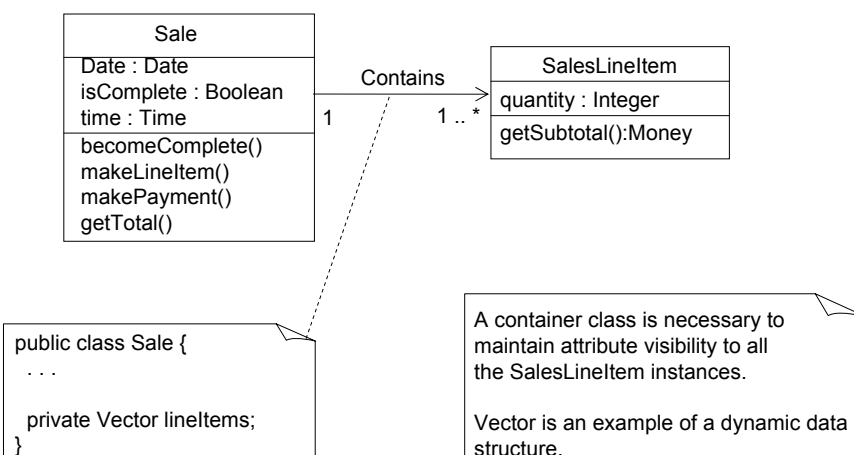 Sale
Date : Date
isComplete : Boolean
time : Time
becomeComplete()
makeLineItem()
makePayment()
getTotal()
Contains
1
1 .. *
SalesLineItem
quantity : Integer
getSubtotal():Money
public class Sale {
. . .
private Vector lineItems;
}
A container class is necessary to
maintain attribute visibility to all
the SalesLineItem instances.
Vector is an example of a dynamic data
structure.